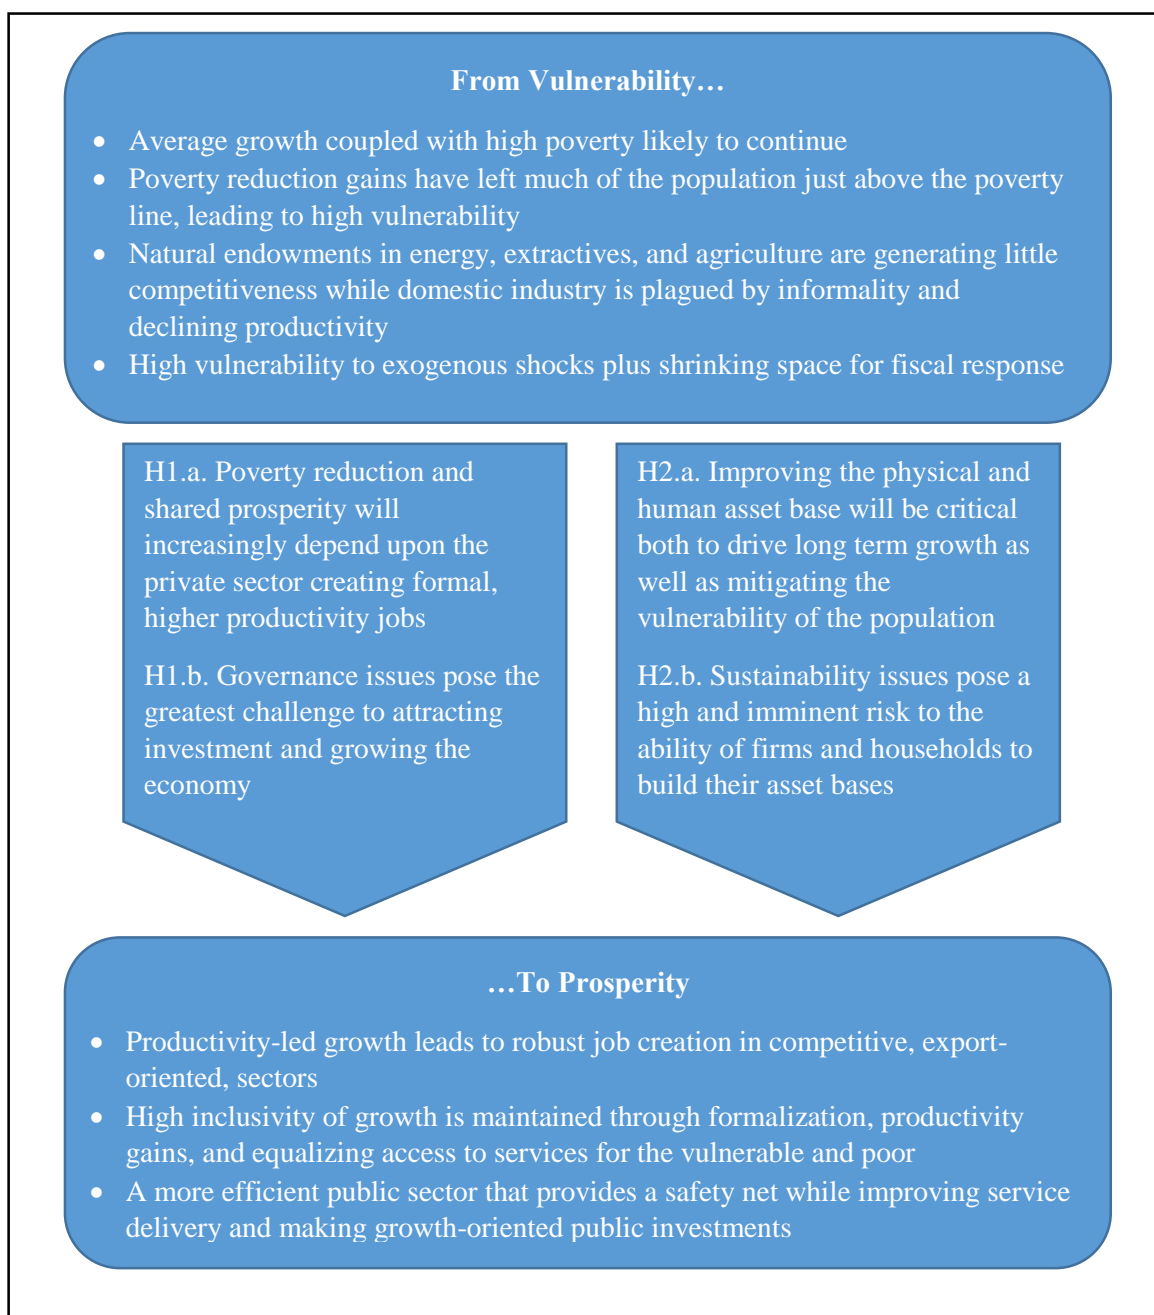 From Vulnerability…
• Average growth coupled with high poverty likely to continue
• Poverty reduction gains have left much of the population just above the poverty
line, leading to high vulnerability
• Natural endowments in energy, extractives, and agriculture are generating little
competitiveness while domestic industry is plagued by informality and
declining productivity
• High vulnerability to exogenous shocks plus shrinking space for fiscal response
H1.a. Poverty reduction and
shared prosperity will
increasingly depend upon the
private sector creating formal,
higher productivity jobs
H1.b. Governance issues pose the
greatest challenge to attracting
investment and growing the
economy
H2.a. Improving the physical and
human asset base will be critical
both to drive long term growth as
well as mitigating the
vulnerability of the population
H2.b. Sustainability issues pose a
high and imminent risk to the
ability of firms and households to
build their asset bases
…To Prosperity
• Productivity-led growth leads to robust job creation in competitive, export-
oriented, sectors
• High inclusivity of growth is maintained through formalization, productivity
gains, and equalizing access to services for the vulnerable and poor
• A more efficient public sector that provides a safety net while improving service
delivery and making growth-oriented public investments